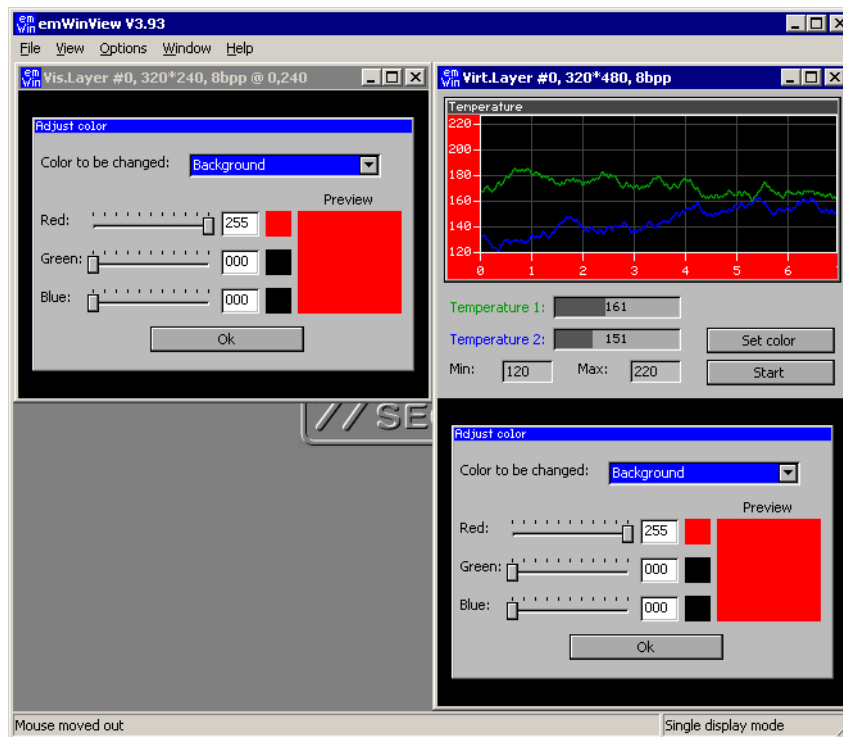 emWin emWinView V3.93
File View Options Window Help
emWin Vis.Layer #0, 320*240, 8bpp @ 0,240
Adjust color
Color to be changed: Background
Preview
Red: 255
Green: 000
Blue: 000
Ok
// SE
emWin Virt.Layer #0, 320*480, 8bpp
Temperature
220
200
180
160
140
120
0 1 2 3 4 5 6
Temperature 1: 161
Temperature 2: 151 Set color
Min: 120 Max: 220 Start
Adjust color
Color to be changed: Background
Preview
Red: 255
Green: 000
Blue: 000
Ok
Mouse moved out Single display mode